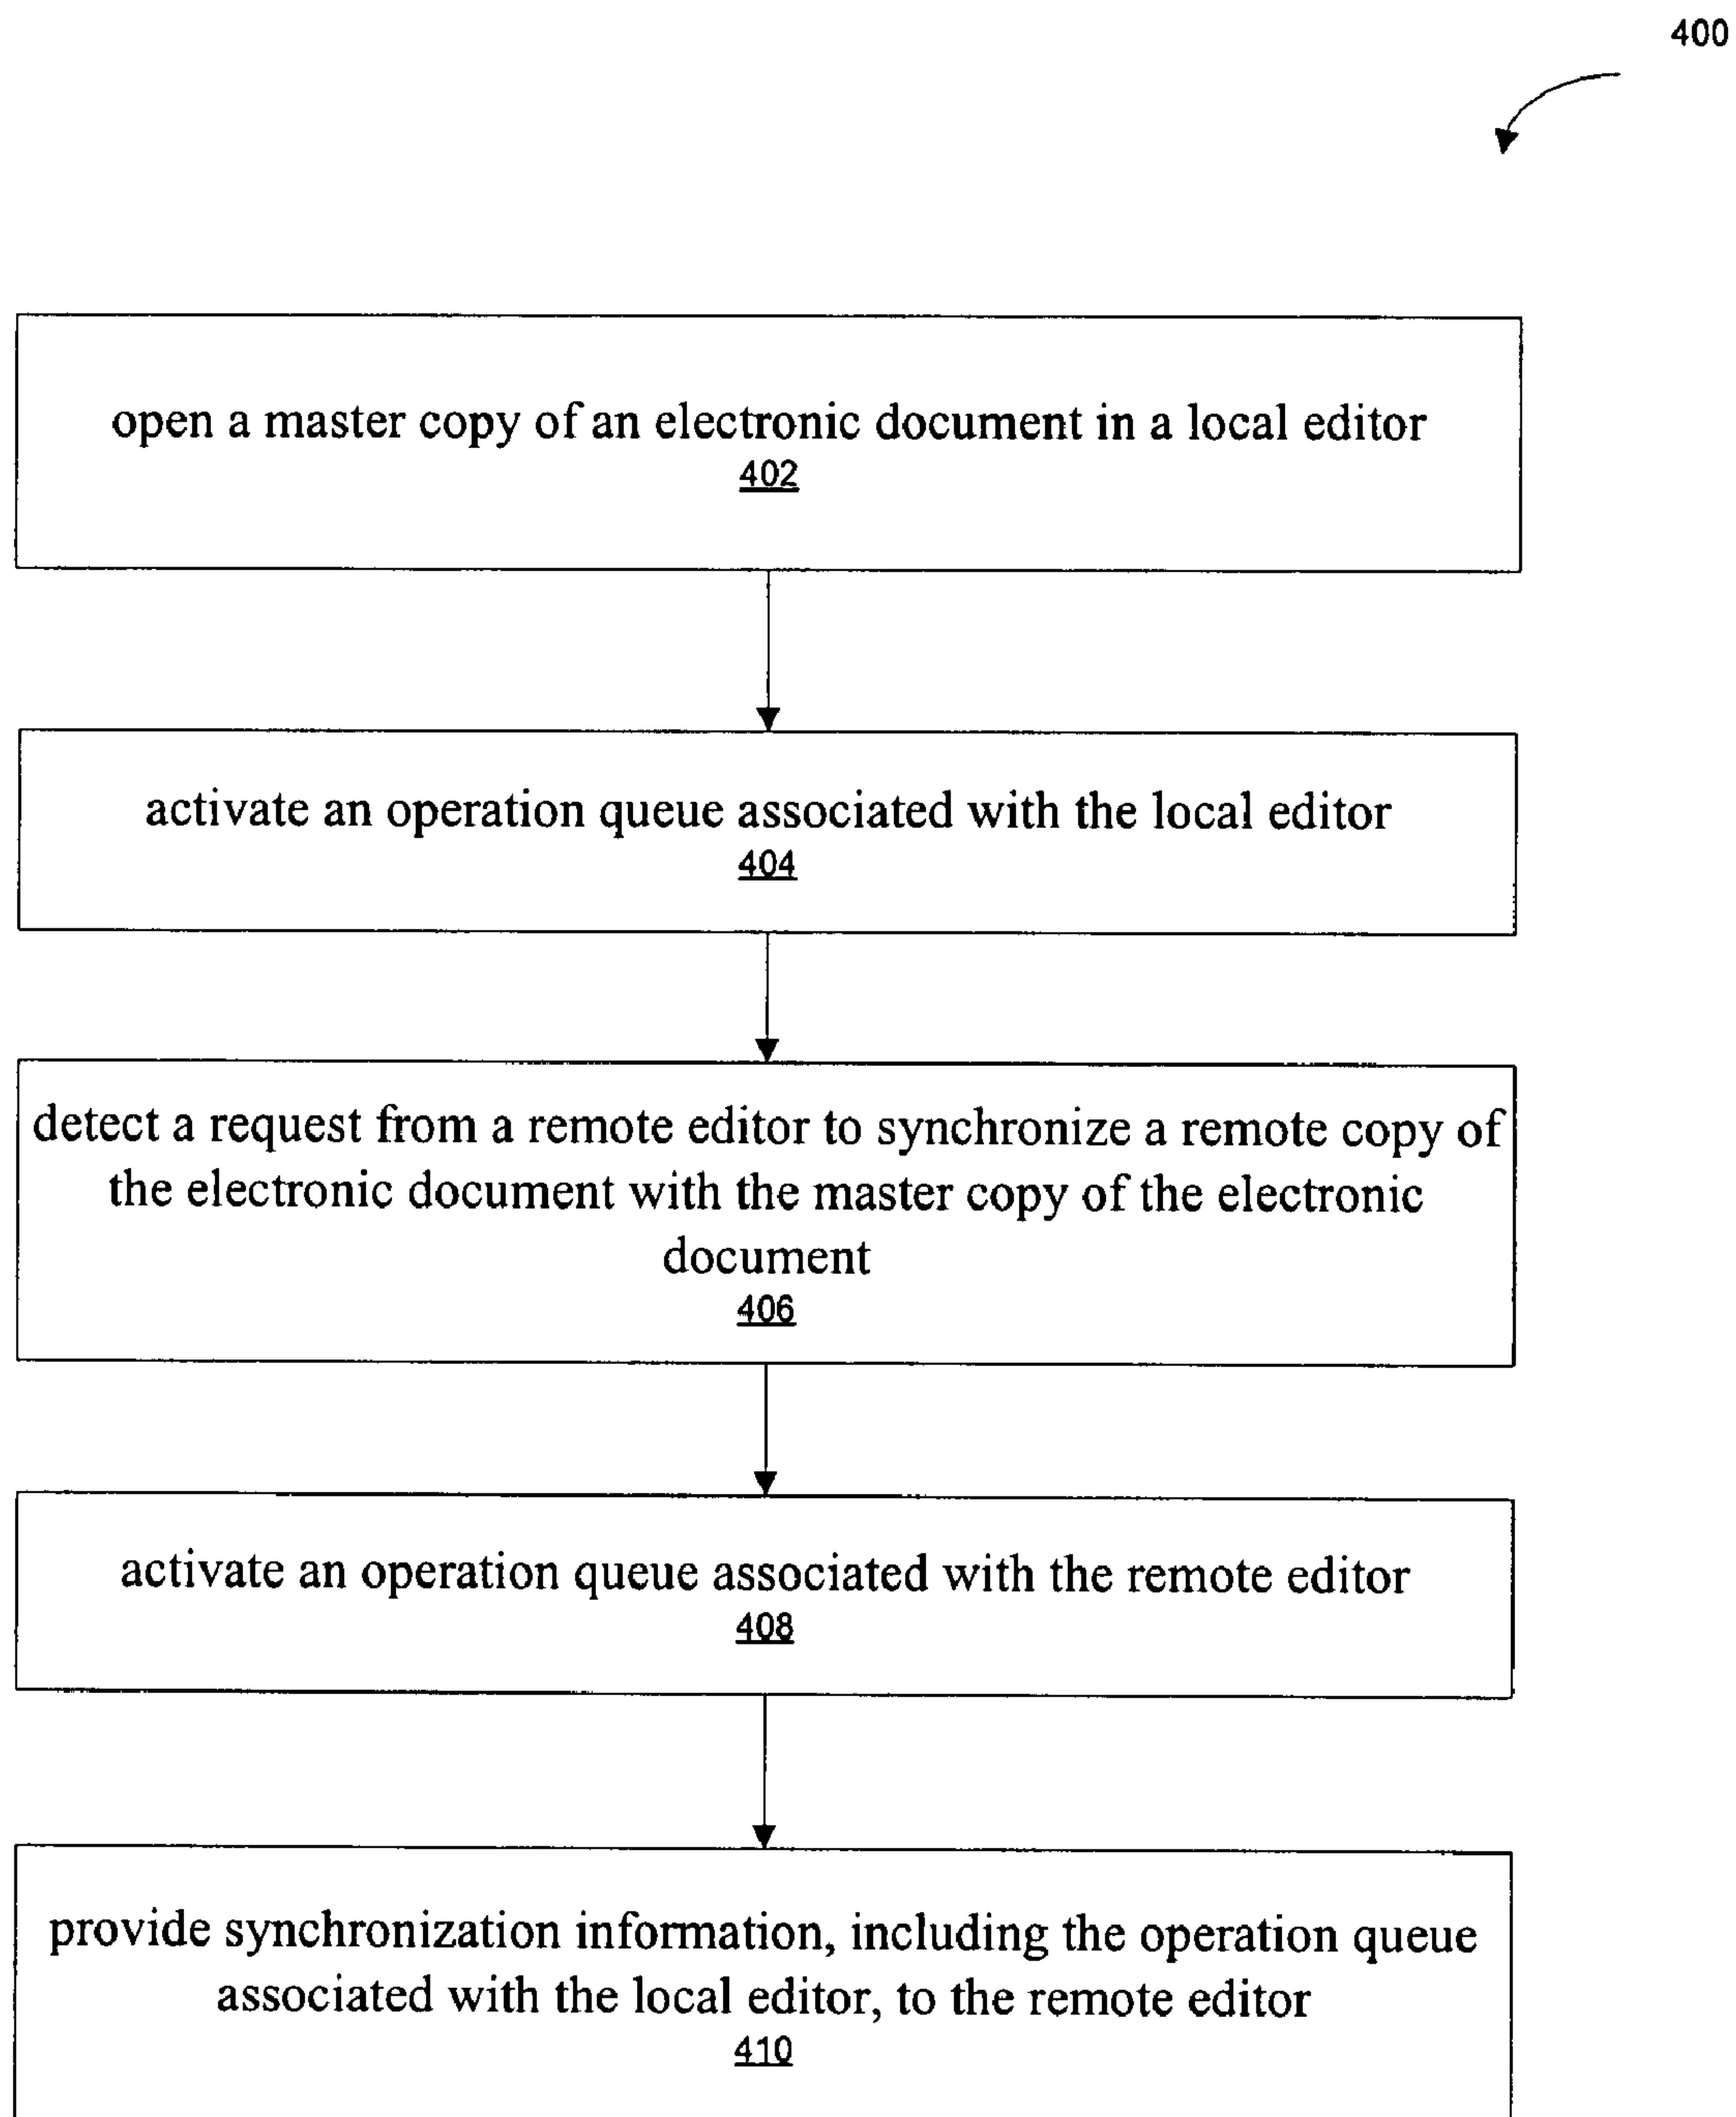 400
open a master copy of an electronic document in a local editor
402
activate an operation queue associated with the local editor
404
detect a request from a remote editor to synchronize a remote copy of
the electronic document with the master copy of the electronic
document
406
activate an operation queue associated with the remote editor
408
provide synchronization information, including the operation queue
associated with the local editor, to the remote editor
410